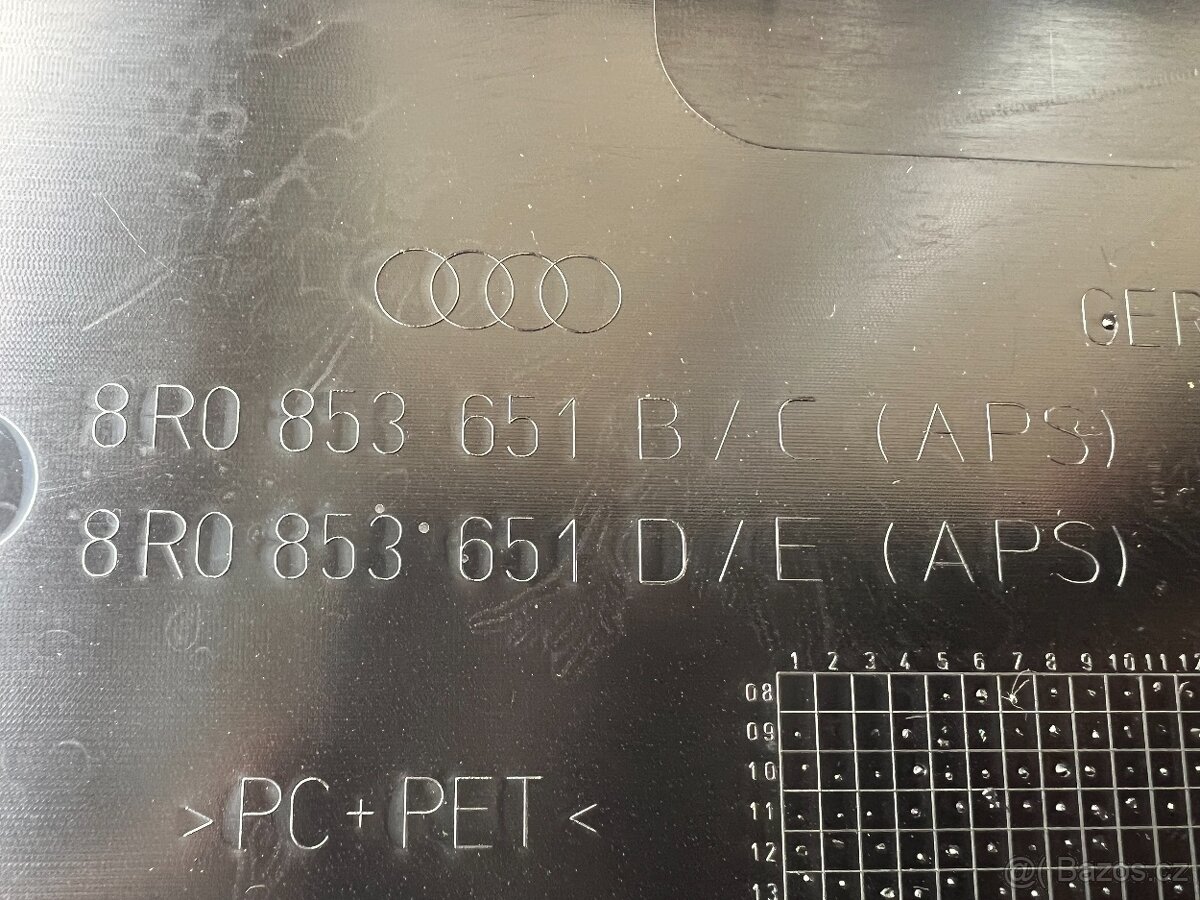 GER
8R0 853 651 B/C (APS)
8R0 853 651 D/E (APS)
1 2 3 4 5 6 7 8 9 10 11 12
08
09
10
11
12
13
>PC+PET<
@( Bazos.cz